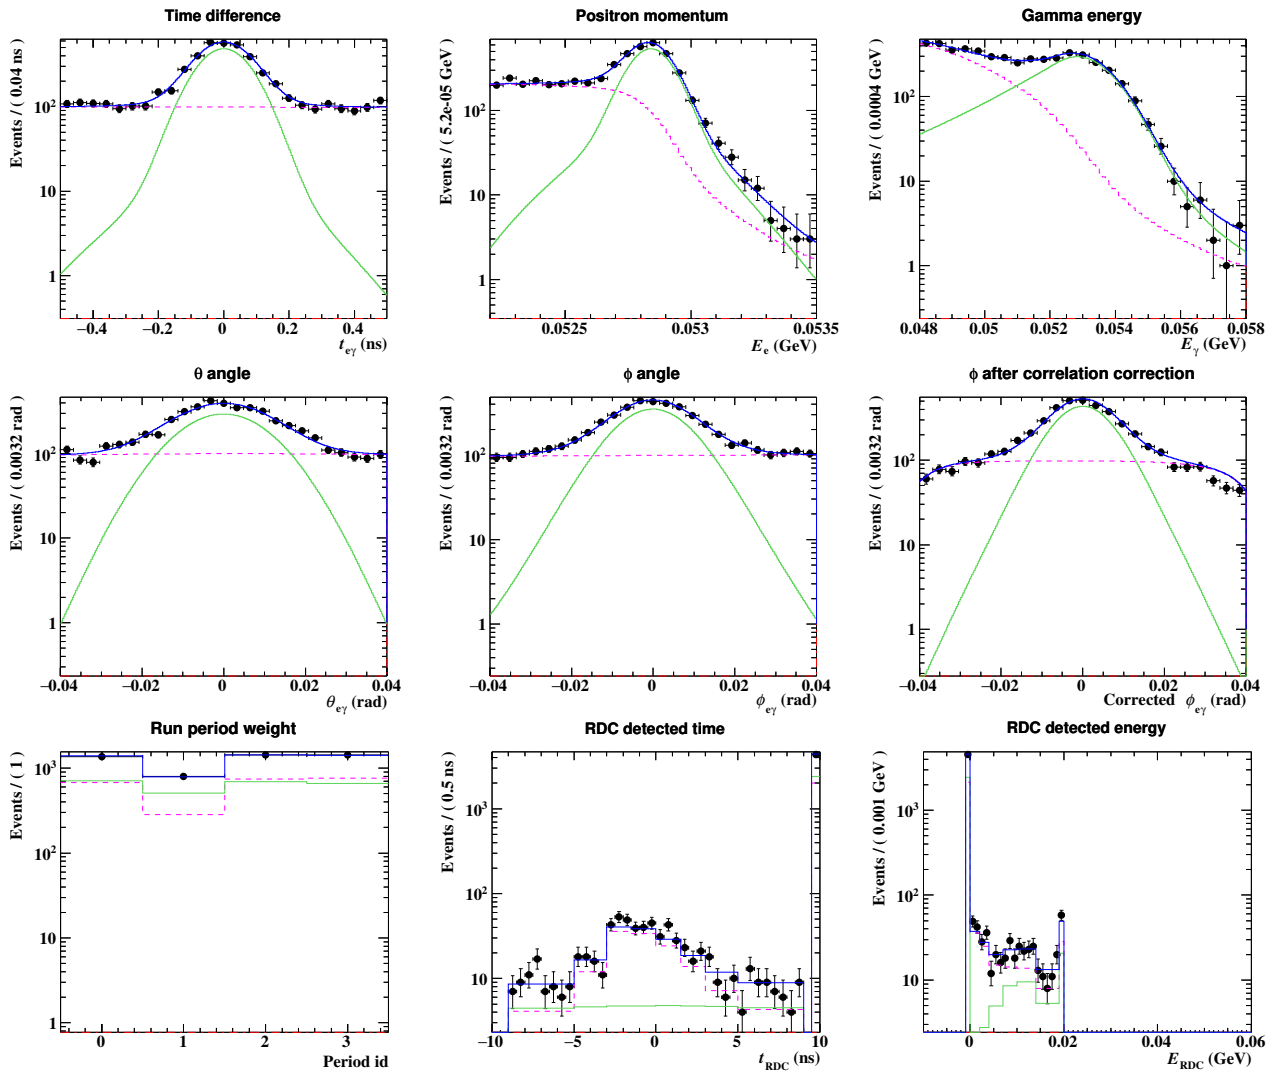 Time difference
Events / ( 0.04 ns )
10²
10
1
−0.4 −0.2 0 0.2 0.4
t_eγ (ns)
Positron momentum
Events / ( 5.2e-05 GeV )
10²
10
1
0.0525 0.053 0.0535
E_e (GeV)
Gamma energy
Events / ( 0.0004 GeV )
10²
10
1
0.048 0.05 0.052 0.054 0.056 0.058
E_γ (GeV)
θ angle
Events / ( 0.0032 rad )
10²
10
1
−0.04 −0.02 0 0.02 0.04
θ_eγ (rad)
ϕ angle
Events / ( 0.0032 rad )
10²
10
1
−0.04 −0.02 0 0.02 0.04
ϕ_eγ (rad)
ϕ after correlation correction
Events / ( 0.0032 rad )
10²
10
1
−0.04 −0.02 0 0.02 0.04
Corrected ϕ_eγ (rad)
Run period weight
Events / ( 1 )
10³
10²
10
1
0 1 2 3
Period id
RDC detected time
Events / ( 0.5 ns )
10³
10²
10
1
−10 −5 0 5 10
t_RDC (ns)
RDC detected energy
Events / ( 0.001 GeV )
10³
10²
10
0 0.02 0.04 0.06
E_RDC (GeV)